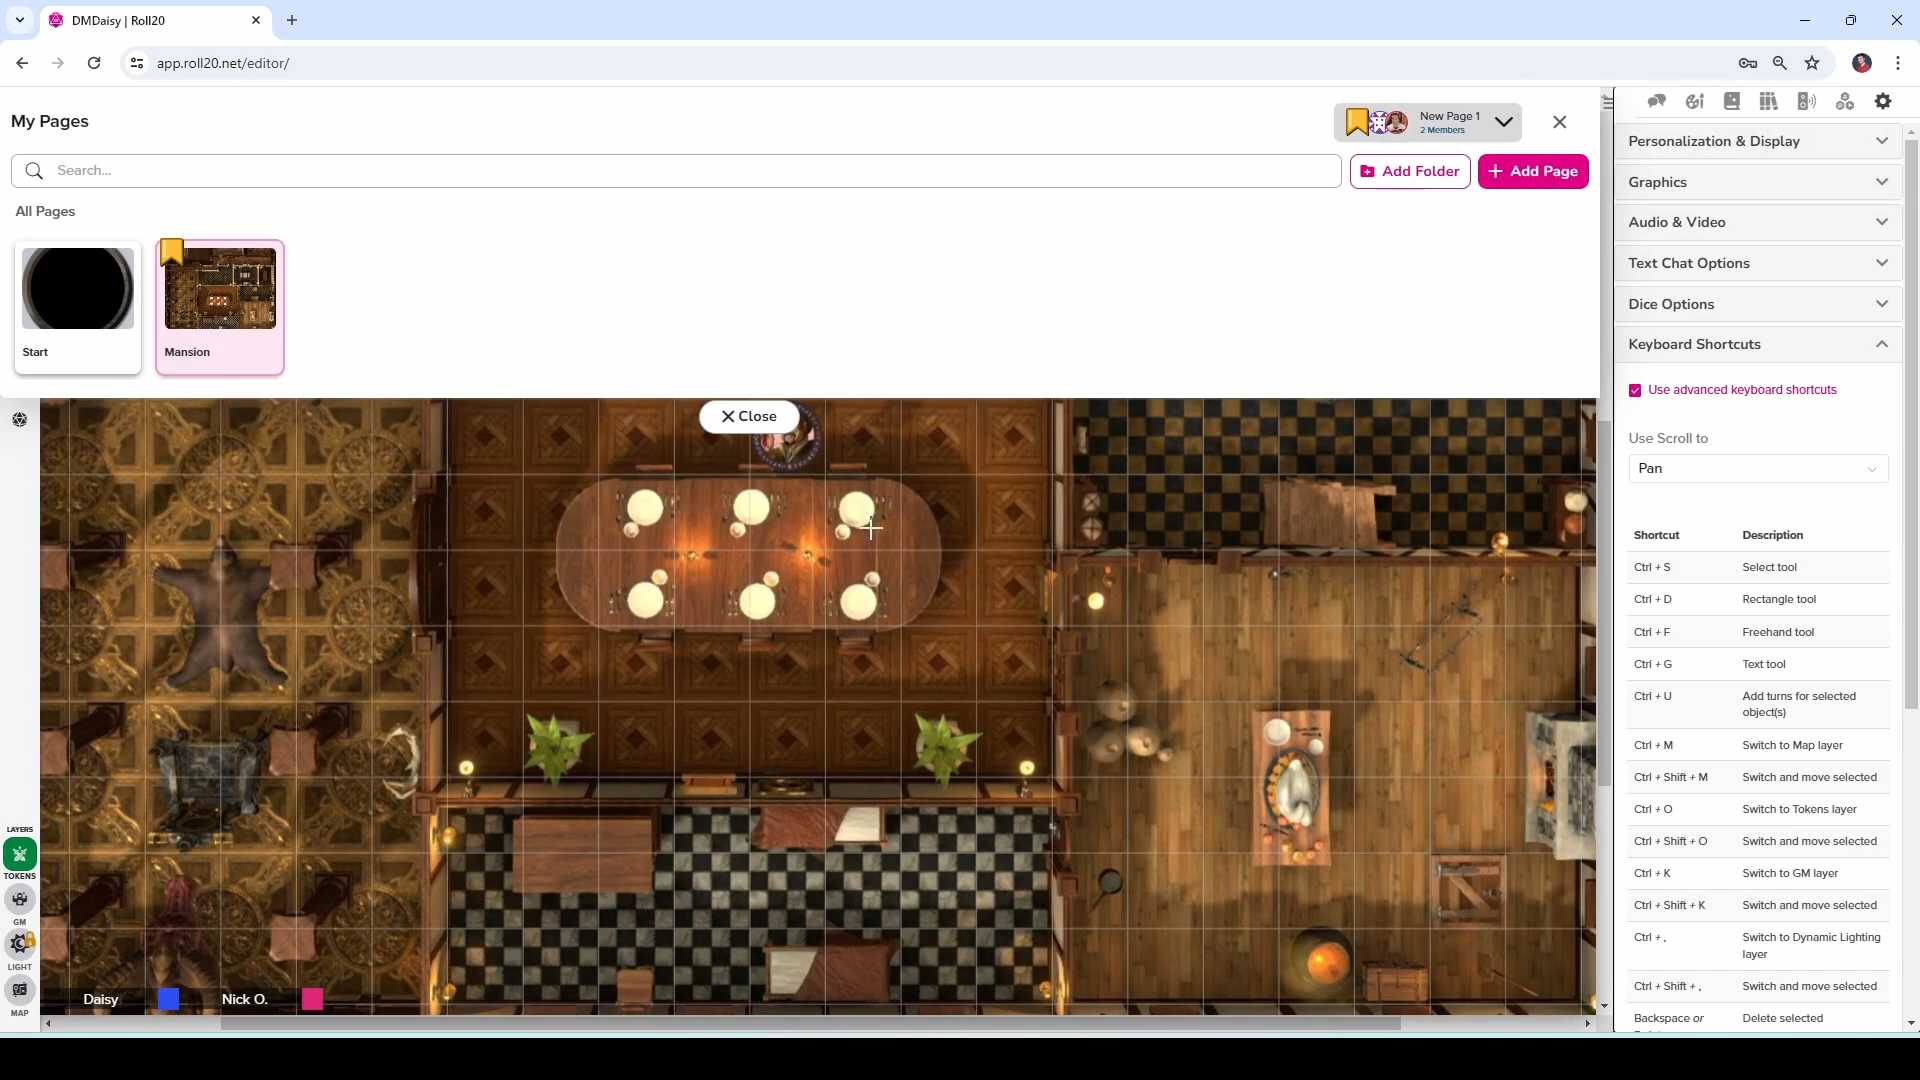 DMDaisy | Roll20
app.roll20.net/editor/
My Pages
New Page 1
2 Members
Search...
Add Folder
Add Page
All Pages
Start
Mansion
Close
LAYERS
TOKENS
GM
LIGHT
MAP
Daisy
Nick O.
Personalization & Display
Graphics
Audio & Video
Text Chat Options
Dice Options
Keyboard Shortcuts
Use advanced keyboard shortcuts
Use Scroll to
Pan
Shortcut Description
Ctrl + S Select tool
Ctrl + D Rectangle tool
Ctrl + F Freehand tool
Ctrl + G Text tool
Ctrl + U Add turns for selected
object(s)
Ctrl + M Switch to Map layer
Ctrl + Shift + M Switch and move selected
Ctrl + O Switch to Tokens layer
Ctrl + Shift + O Switch and move selected
Ctrl + K Switch to GM layer
Ctrl + Shift + K Switch and move selected
Ctrl + , Switch to Dynamic Lighting
layer
Ctrl + Shift + , Switch and move selected
Backspace or Delete selected